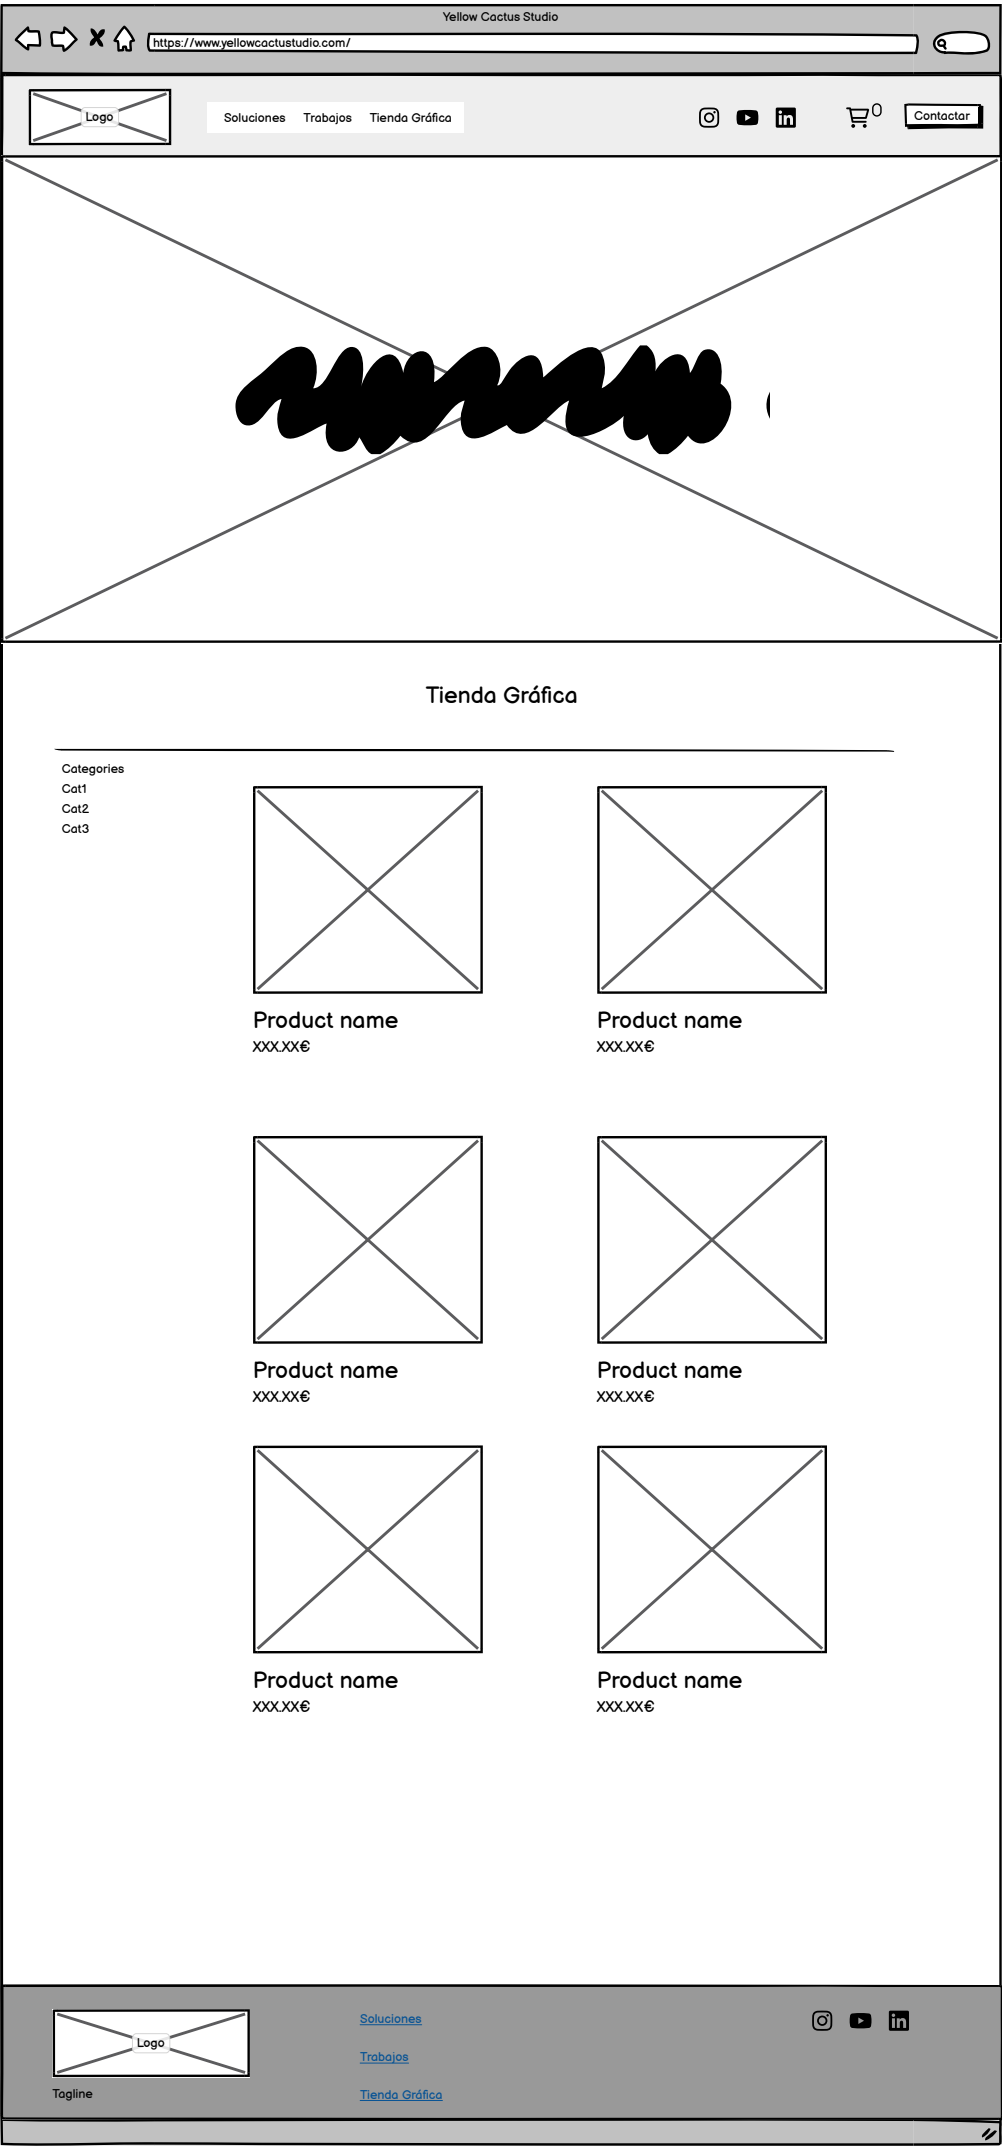 Yellow Cactus Studio
https://www.yellowcactustudio.com/
Logo
Soluciones Trabajos Tienda Gráfica
0
Contactar
Tienda Gráfica
Categories
Cat1
Cat2
Cat3
Product name Product name
XXX.XX€ XXX.XX€
Product name Product name
XXX.XX€ XXX.XX€
Product name Product name
XXX.XX€ XXX.XX€
Logo
Tagline
Soluciones
Trabajos
Tienda Gráfica